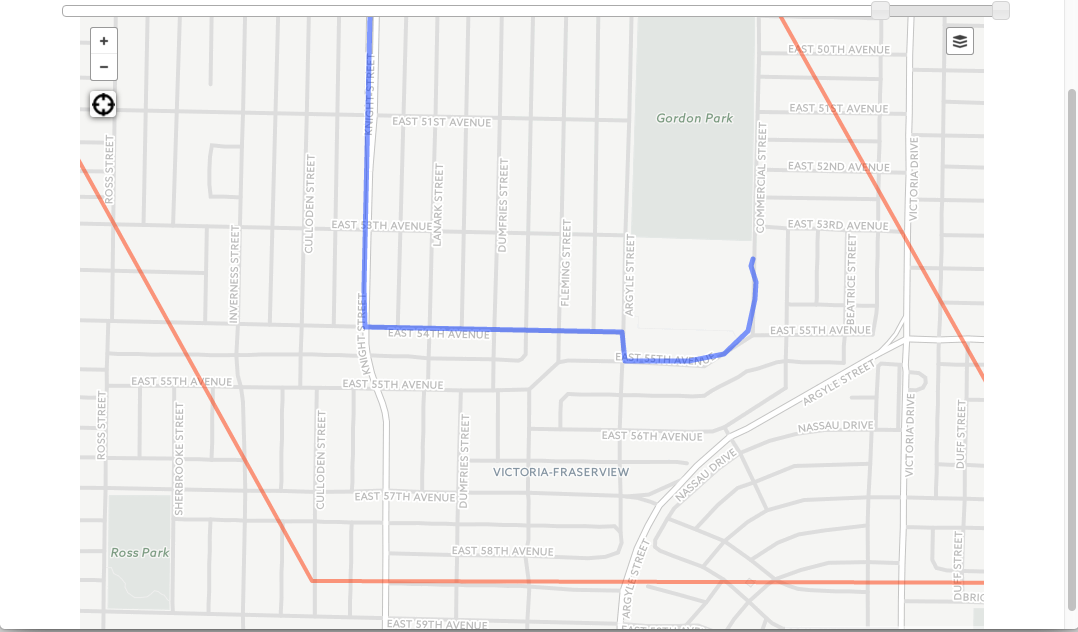 +
−
EAST 50TH AVENUE
KNIGHT STREET
EAST 51ST AVENUE
EAST 51ST AVENUE
Gordon Park
ROSS STREET
CULLODEN STREET
LANARK STREET
DUMFRIES STREET
COMMERCIAL STREET
EAST 52ND AVENUE
VICTORIA DRIVE
EAST 53TH AVENUE
EAST 53RD AVENUE
INVERNESS STREET
FLEMING STREET
ARGYLE STREET
BEATRICE STREET
KNIGHT STREET
EAST 54TH AVENUE
EAST 55TH AVENUE
EAST 55TH AVENUE
KNIGHT STREET
EAST 55TH AVENUE
EAST 55TH AVENUE
ARGYLE STREET
ROSS STREET
SHERBROOKE STREET
CULLODEN STREET
DUMFRIES STREET
EAST 56TH AVENUE
NASSAU DRIVE
VICTORIA DRIVE
DUFF STREET
VICTORIA-FRASERVIEW
NASSAU DRIVE
EAST 57TH AVENUE
Ross Park
EAST 58TH AVENUE
ARGYLE STREET
DUFF STREET
BRIG
EAST 59TH AVENUE